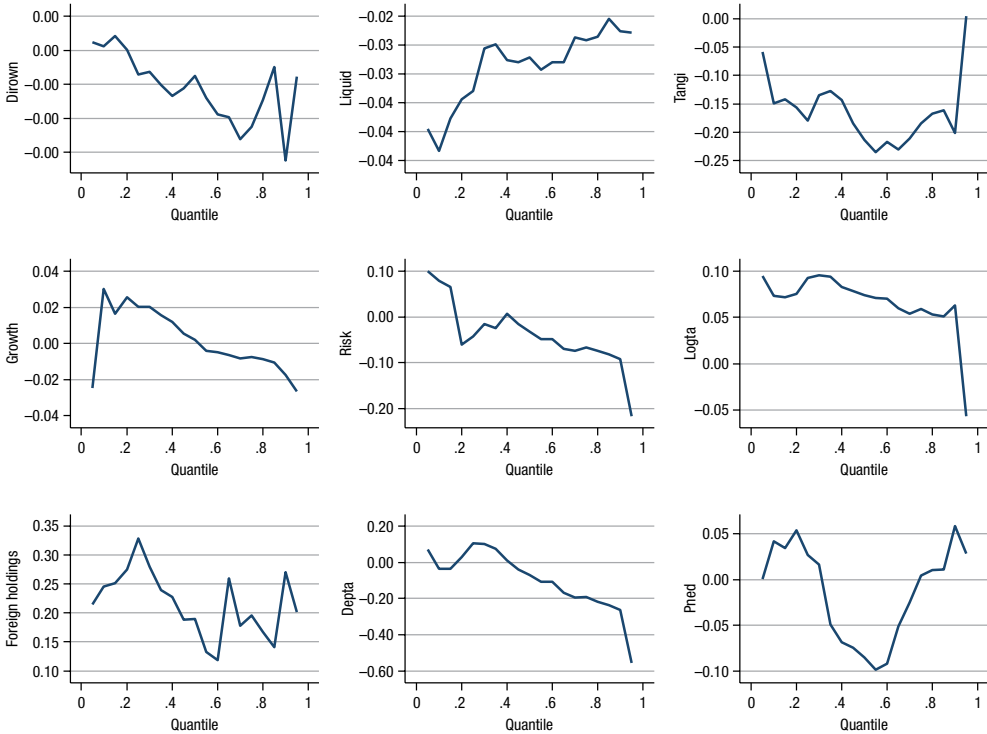 Dirown
0.00
0.00
–0.00
–0.00
–0.00
0 .2 .4 .6 .8 1
Quantile
Liquid
–0.02
–0.03
–0.03
–0.04
–0.04
–0.04
0 .2 .4 .6 .8 1
Quantile
Tangi
0.00
–0.05
–0.10
–0.15
–0.20
–0.25
0 .2 .4 .6 .8 1
Quantile
Growth
0.04
0.02
0.00
–0.02
–0.04
0 .2 .4 .6 .8 1
Quantile
Risk
0.10
0.00
–0.10
–0.20
0 .2 .4 .6 .8 1
Quantile
Logta
0.10
0.05
0.00
–0.05
0 .2 .4 .6 .8 1
Quantile
Foreign holdings
0.35
0.30
0.25
0.20
0.15
0.10
0 .2 .4 .6 .8 1
Quantile
Depta
0.20
0.00
–0.20
–0.40
–0.60
0 .2 .4 .6 .8 1
Quantile
Pned
0.05
0.00
–0.05
–0.10
0 .2 .4 .6 .8 1
Quantile